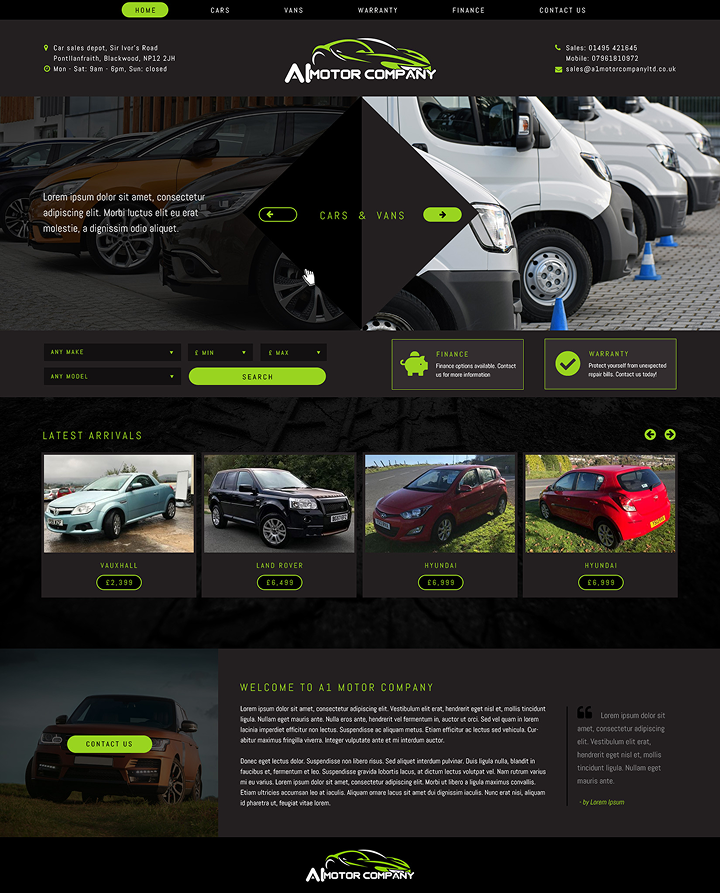 HOME CARS VANS WARRANTY FINANCE CONTACT US
Car sales depot, Sir Ivor's Road
Pontllanfraith, Blackwood, NP12 2JH
Mon - Sat: 9am - 6pm, Sun: closed
A1 MOTOR COMPANY
Sales: 01495 421645
Mobile: 07961810972
sales@a1motorcompanyltd.co.uk
Lorem ipsum dolor sit amet, consectetur
adipiscing elit. Morbi luctus elit eu erat
molestie, a dignissim odio aliquet.
CARS & VANS
ANY MAKE £ MIN £ MAX
ANY MODEL SEARCH
FINANCE
Finance options available. Contact
us for more information
WARRANTY
Protect yourself from unexpected
repair bills. Contact us today!
LATEST ARRIVALS
VAUXHALL
£2,399
LAND ROVER
£6,499
HYUNDAI
£6,999
HYUNDAI
£6,999
CONTACT US
WELCOME TO A1 MOTOR COMPANY
Lorem ipsum dolor sit amet, consectetur adipiscing elit. Vestibulum elit erat, hendrerit eget ex et, mollis tincidunt
ligula. Nullam eget mauris ante. Nulla eros ante, hendrerit vel fermentum in, auctor ut orci. Sed vel quam in lorem
lacinia imperdiet efficitur non lectus. Suspendisse ac aliquam metus. Etiam efficitur ac lectus sed vehicula. Cur-
abitur maximus fringilla viverra. Integer vulputate ante et mi interdum auctor.
Donec eget lectus dolor. Suspendisse non libero risus. Sed aliquet interdum pulvinar. Duis ligula nulla, blandit in
faucibus et, fermentum et leo. Suspendisse gravida lobortis lacus, at dictum lectus volutpat vel. Nam rutrum varius
mi eu varius. Lorem ipsum dolor sit amet, consectetur adipiscing elit. Morbi ut libero a ligula maximus convallis.
Etiam ultricies accumsan leo at iaculis. Aliquam ornare lacus sit amet dui dignissim iaculis. Nunc erat nisi, aliquam
id pharetra ut, feugiat vitae lorem.
Lorem ipsum dolor sit
amet, consectetur adipiscing
elit. Vestibulum elit erat,
hendrerit eget ex et, mollis
tincidunt ligula. Nullam eget
mauris ante.
- by Lorem Ipsum
A1 MOTOR COMPANY